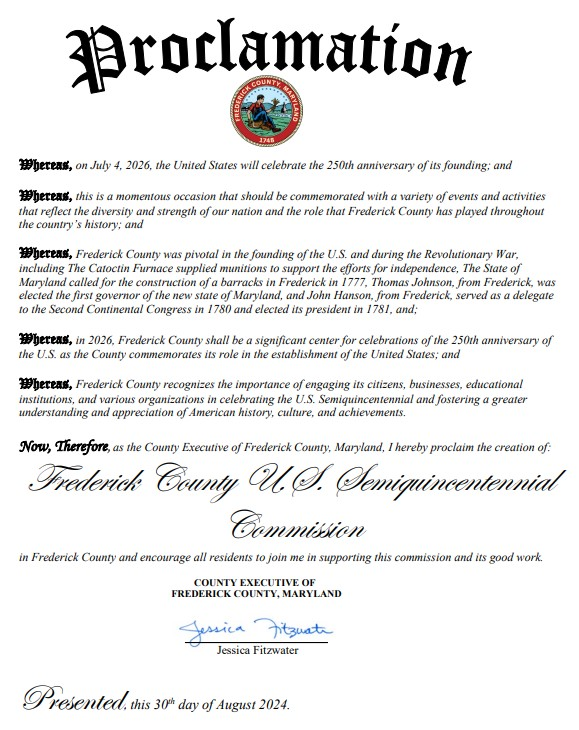 Proclamation
FREDERICK COUNTY, MARYLAND
1748
Whereas, on July 4, 2026, the United States will celebrate the 250th anniversary of its founding; and
Whereas, this is a momentous occasion that should be commemorated with a variety of events and activities
that reflect the diversity and strength of our nation and the role that Frederick County has played throughout
the country's history; and
Whereas, Frederick County was pivotal in the founding of the U.S. and during the Revolutionary War,
including The Catoctin Furnace supplied munitions to support the efforts for independence, The State of
Maryland called for the construction of a barracks in Frederick in 1777, Thomas Johnson, from Frederick, was
elected the first governor of the new state of Maryland, and John Hanson, from Frederick, served as a delegate
to the Second Continental Congress in 1780 and elected its president in 1781, and;
Whereas, in 2026, Frederick County shall be a significant center for celebrations of the 250th anniversary of
the U.S. as the County commemorates its role in the establishment of the United States; and
Whereas, Frederick County recognizes the importance of engaging its citizens, businesses, educational
institutions, and various organizations in celebrating the U.S. Semiquincentennial and fostering a greater
understanding and appreciation of American history, culture, and achievements.
Now, Therefore, as the County Executive of Frederick County, Maryland, I hereby proclaim the creation of:
Frederick County U.S. Semiquincentennial
Commission
in Frederick County and encourage all residents to join me in supporting this commission and its good work.
COUNTY EXECUTIVE OF
FREDERICK COUNTY, MARYLAND
Jessica Fitzwater
Jessica Fitzwater
Presented, this 30th day of August 2024.